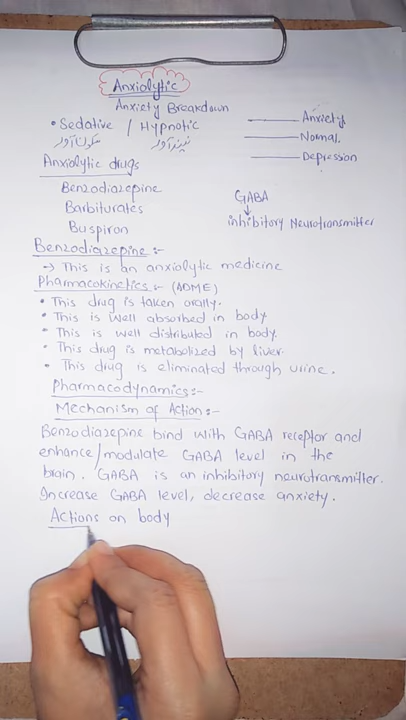 Anxiolytic
Anxiety Breakdown
• Sedative / Hypnotic
سکون آور نیند آور
Anxiety
Normal.
Depression
Anxiolytic drugs
Benzodiazepine
Barbiturates
Buspiron
GABA
inhibitory Neurotransmitter
Benzodiazepine :-
→ This is an anxiolytic medicine
Pharmacokinetics :- (ADME)
• This drug is taken orally.
• This is well absorbed in body
• This is well distributed in body.
• This drug is metabolized by liver.
• This drug is eliminated through urine.
Pharmacodynamics :-
Mechanism of Action :-
Benzodiazepine bind with GABA receptor and
enhance/modulate GABA level in the
brain. GABA is an inhibitory neurotransmitter.
Increase GABA level, decrease anxiety.
Actions on body